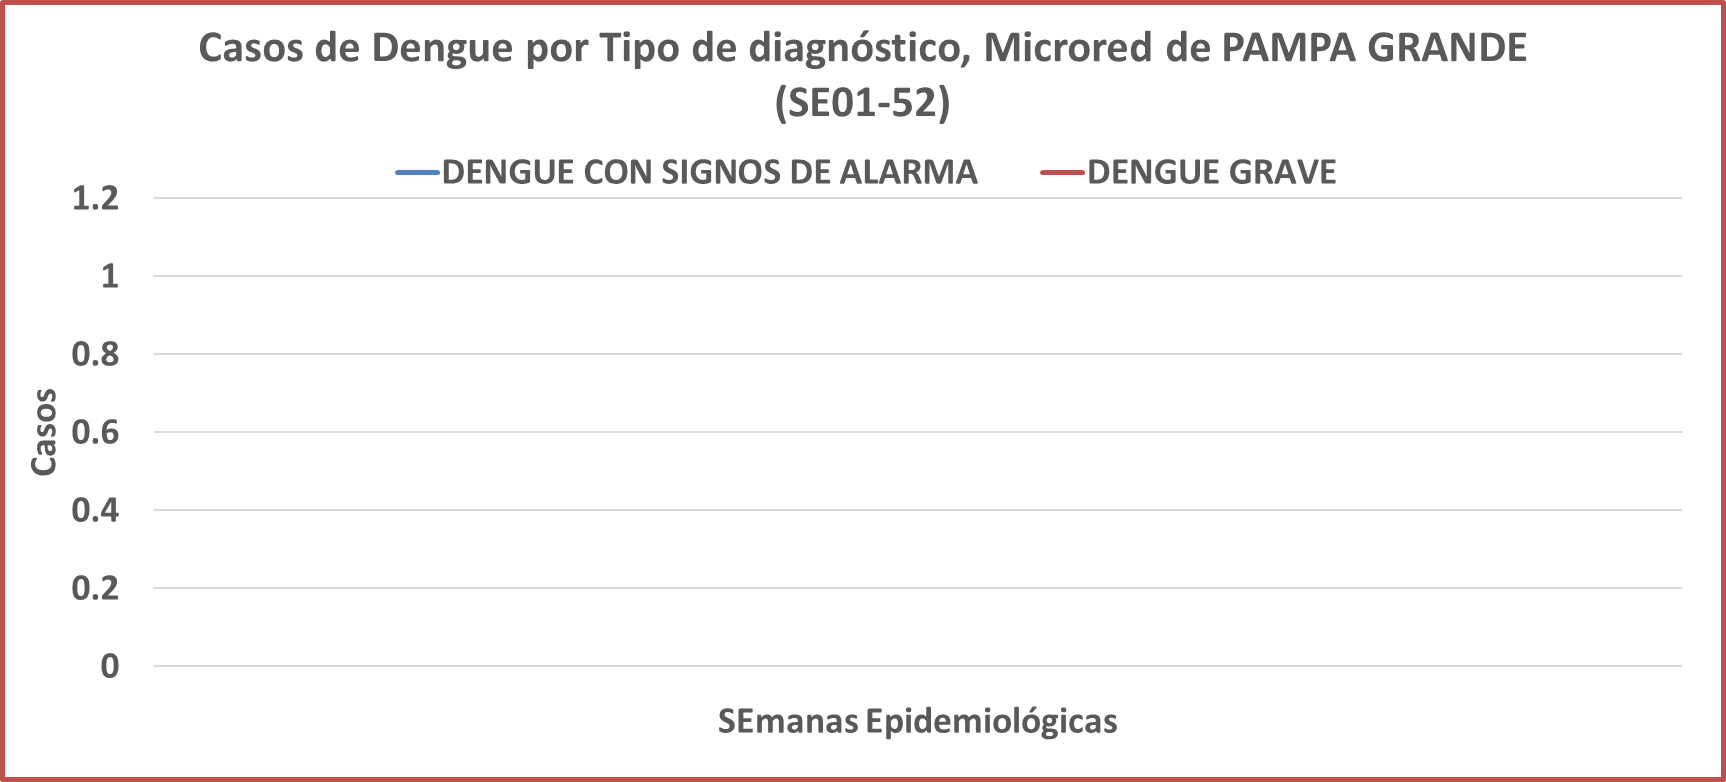 Casos de Dengue por Tipo de diagnóstico, Microred de PAMPA GRANDE
(SE01-52)
DENGUE CON SIGNOS DE ALARMA DENGUE GRAVE
1.2
1
0.8
0.6
0.4
0.2
0
Casos
SEmanas Epidemiológicas